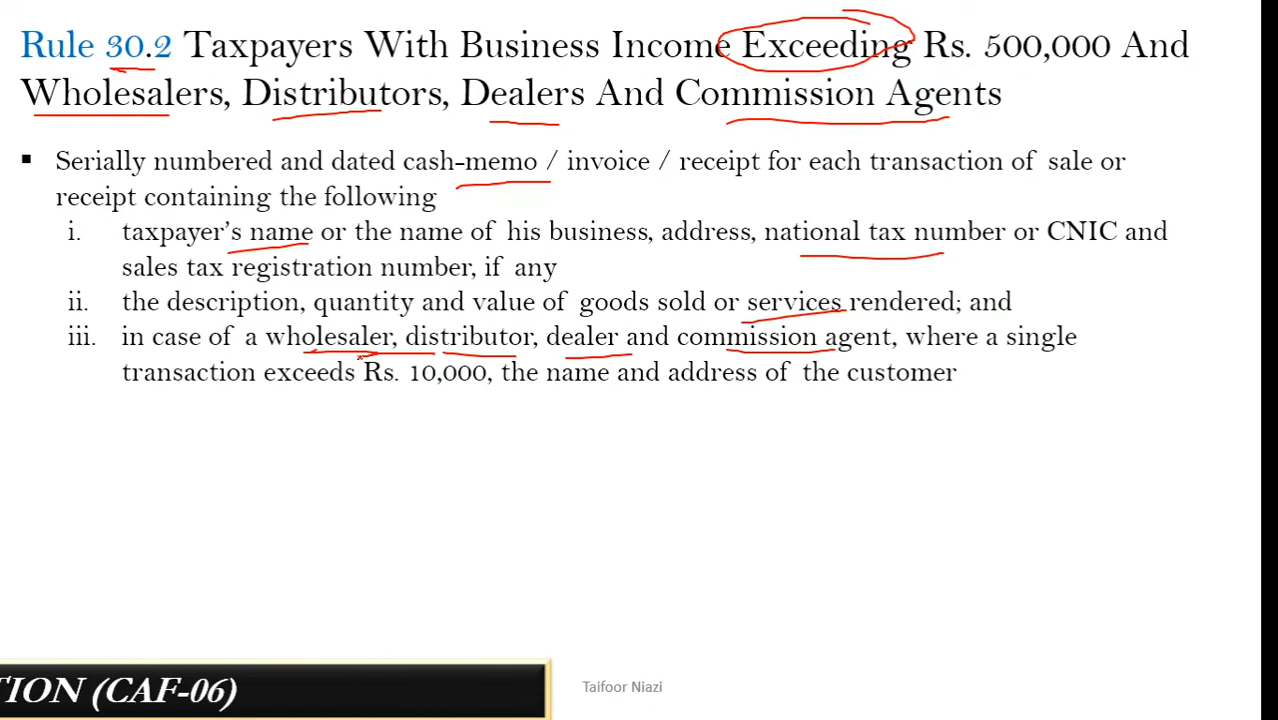 Rule 30.2 Taxpayers With Business Income Exceeding Rs. 500,000 And
Wholesalers, Distributors, Dealers And Commission Agents
▪ Serially numbered and dated cash-memo / invoice / receipt for each transaction of sale or
receipt containing the following
i. taxpayer's name or the name of his business, address, national tax number or CNIC and
sales tax registration number, if any
ii. the description, quantity and value of goods sold or services rendered; and
iii. in case of a wholesaler, distributor, dealer and commission agent, where a single
transaction exceeds Rs. 10,000, the name and address of the customer
TION (CAF-06)
Taifoor Niazi